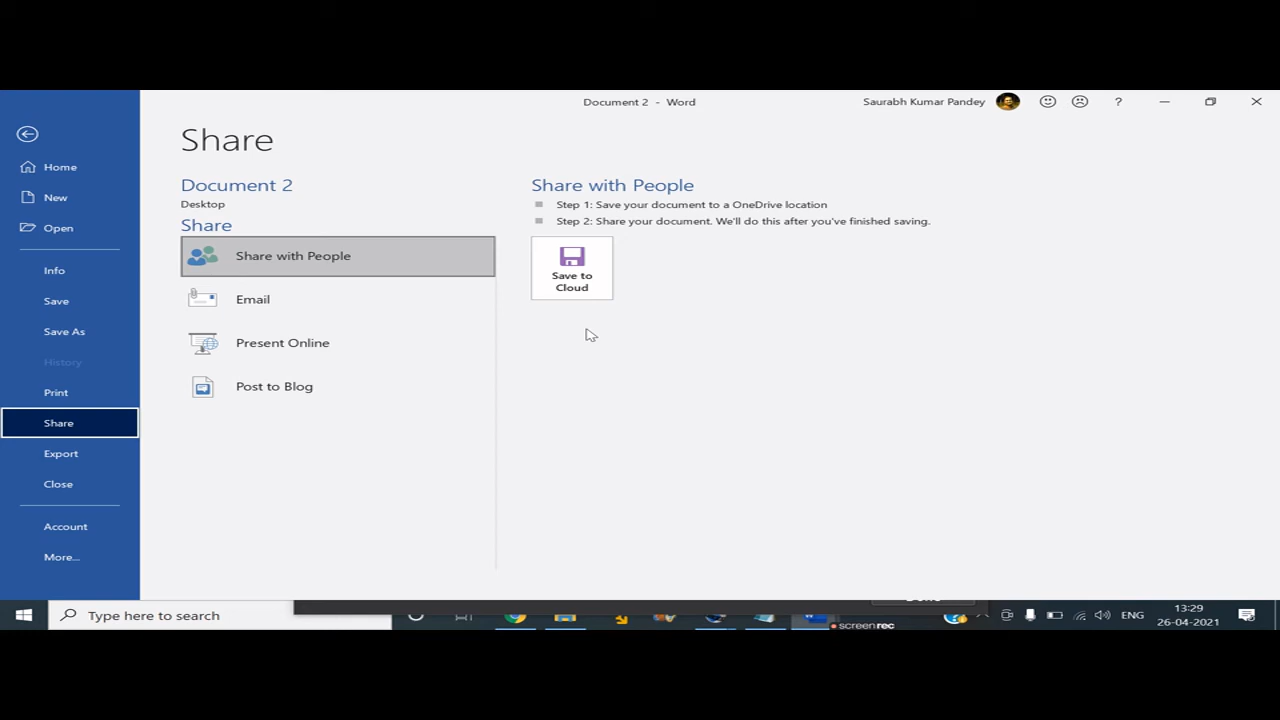 Document 2 - Word
Saurabh Kumar Pandey
?
Home
New
Open
Info
Save
Save As
History
Print
Share
Export
Close
Account
More...
Share
Document 2
Desktop
Share
Share with People
Email
Present Online
Post to Blog
Share with People
Step 1: Save your document to a OneDrive location
Step 2: Share your document. We'll do this after you've finished saving.
Save to
Cloud
Type here to search
screenrec
ENG
13:29
26-04-2021